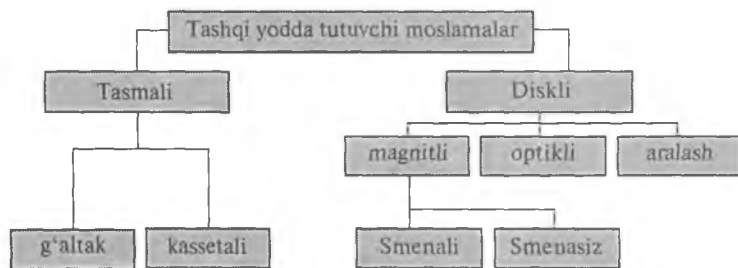 Tashqi yodda tutuvchi moslamalar
Tasmali
Diskli
magnitli
optikli
aralash
g‘altak
kassetali
Smenali
Smenasiz